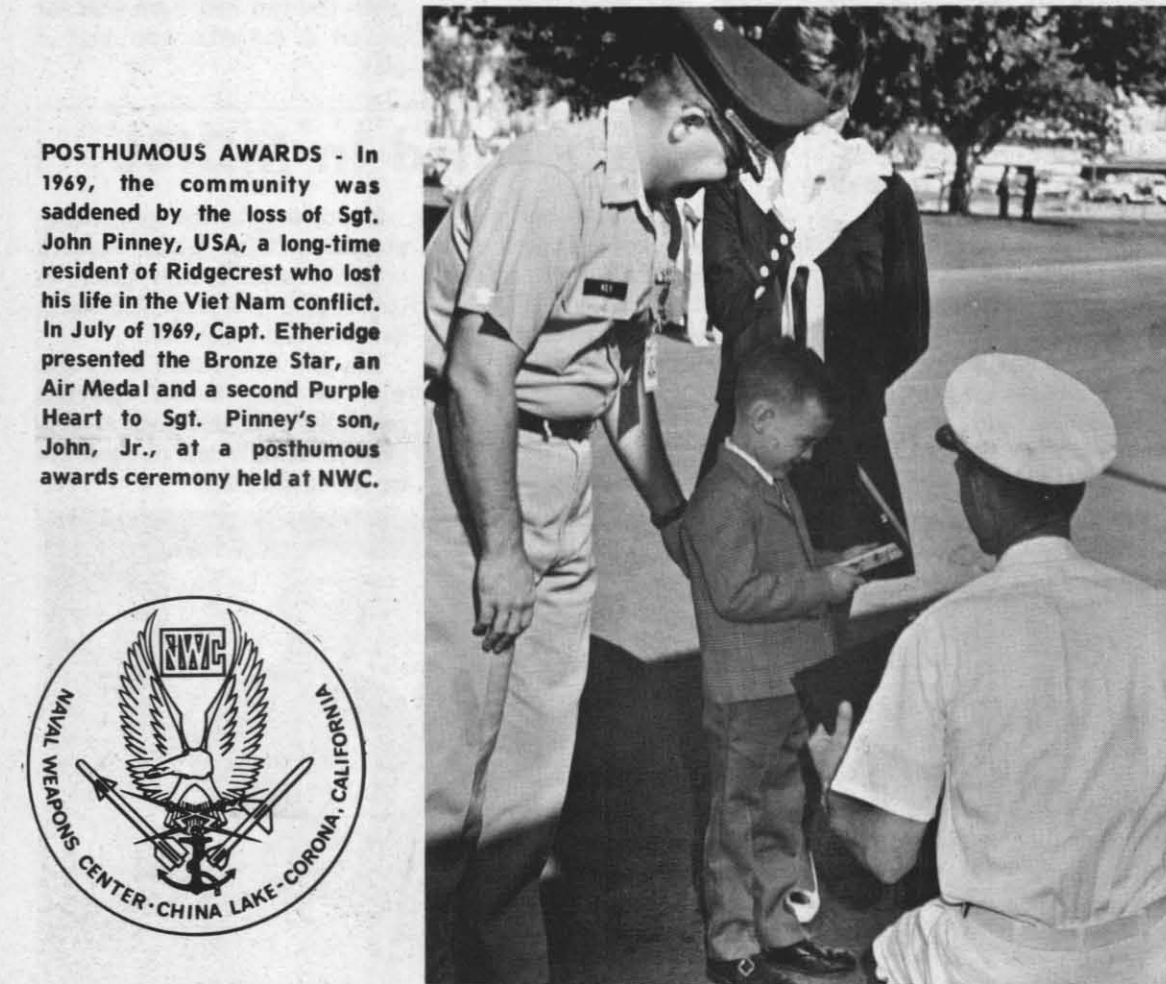 POSTHUMOUS AWARDS - In
1969, the community was
saddened by the loss of Sgt.
John Pinney, USA, a long-time
resident of Ridgecrest who lost
his life in the Viet Nam conflict.
In July of 1969, Capt. Etheridge
presented the Bronze Star, an
Air Medal and a second Purple
Heart to Sgt. Pinney's son,
John, Jr., at a posthumous
awards ceremony held at NWC.
NWC
NAVAL WEAPONS CENTER·CHINA LAKE-CORONA, CALIFORNIA